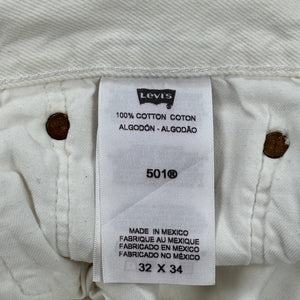 Levi's
100% COTTON COTON
ALGODÓN - ALGODÃO
501®
MADE IN MEXICO
FABRIQUE AU MEXIQUE
FABRICADO EN MEXICO
FABRICADO NO MÉXICO
32 X 34